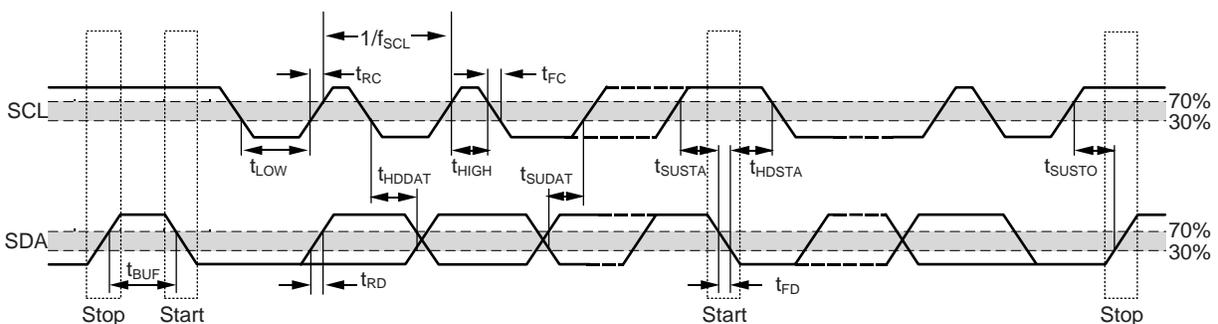 1/fSCL
tRC
tFC
SCL
70%
30%
tLOW
tHDDAT
tHIGH
tSUDAT
tSUSTA
tHDSTA
tSUSTO
SDA
70%
30%
tBUF
tRD
tFD
Stop
Start
Start
Stop